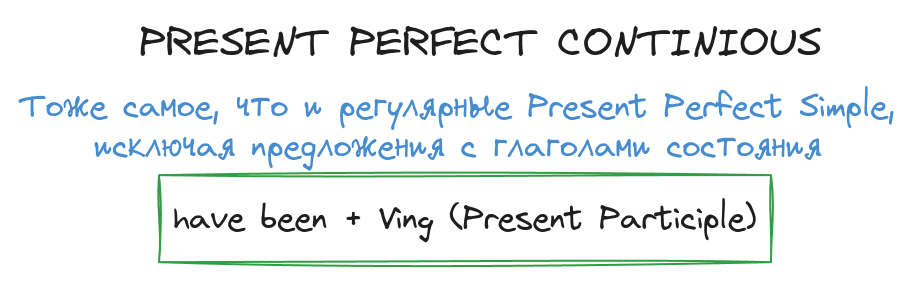 PRESENT PERFECT CONTINIOUS
Тоже самое, что и регулярные Present Perfect Simple,
исключая предложения с глаголами состояния
have been + Ving (Present Participle)